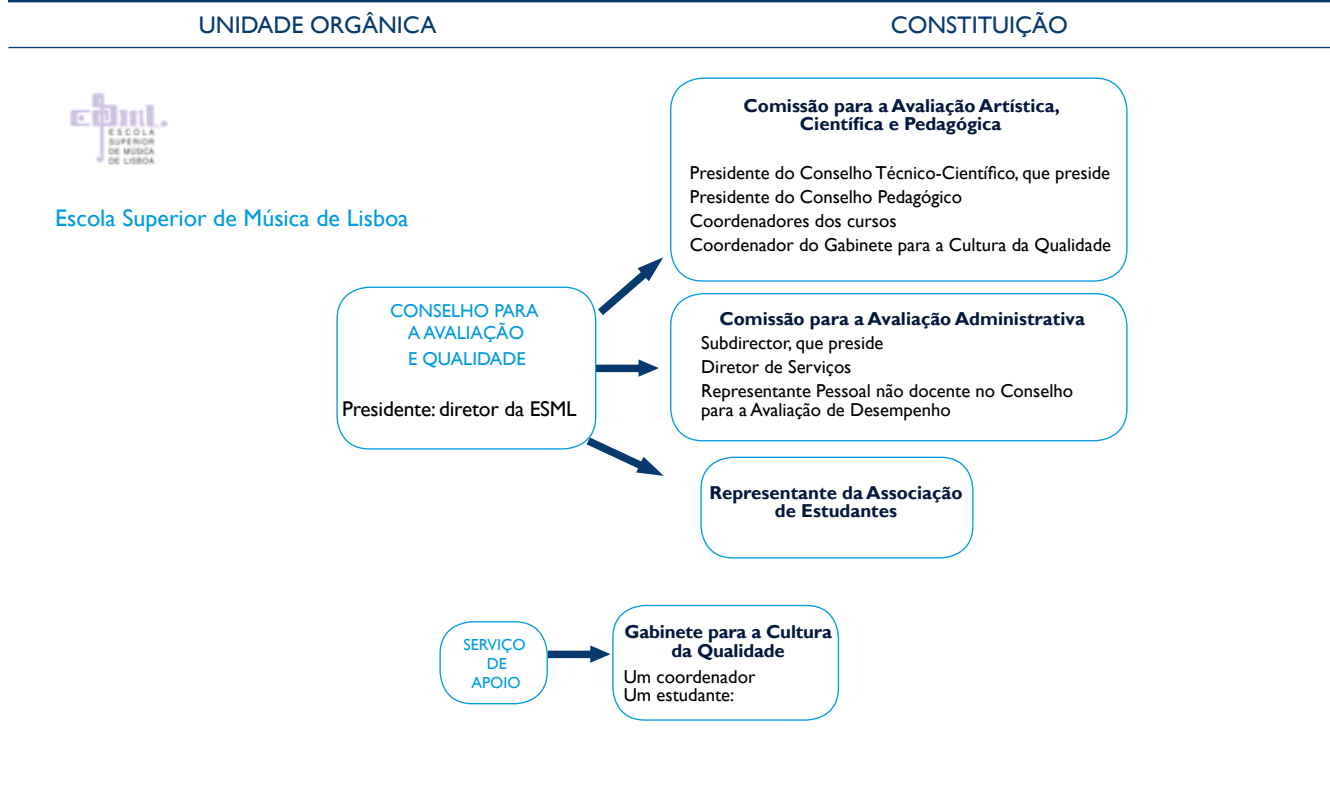 UNIDADE ORGÂNICA
CONSTITUIÇÃO
esml.
ESCOLA
SUPERIOR
DE MÚSICA
DE LISBOA
Escola Superior de Música de Lisboa
Comissão para a Avaliação Artística,
Científica e Pedagógica
Presidente do Conselho Técnico-Científico, que preside
Presidente do Conselho Pedagógico
Coordenadores dos cursos
Coordenador do Gabinete para a Cultura da Qualidade
CONSELHO PARA
A AVALIAÇÃO
E QUALIDADE
Presidente: diretor da ESML
Comissão para a Avaliação Administrativa
Subdirector, que preside
Diretor de Serviços
Representante Pessoal não docente no Conselho
para a Avaliação de Desempenho
Representante da Associação
de Estudantes
SERVIÇO
DE
APOIO
Gabinete para a Cultura
da Qualidade
Um coordenador
Um estudante: